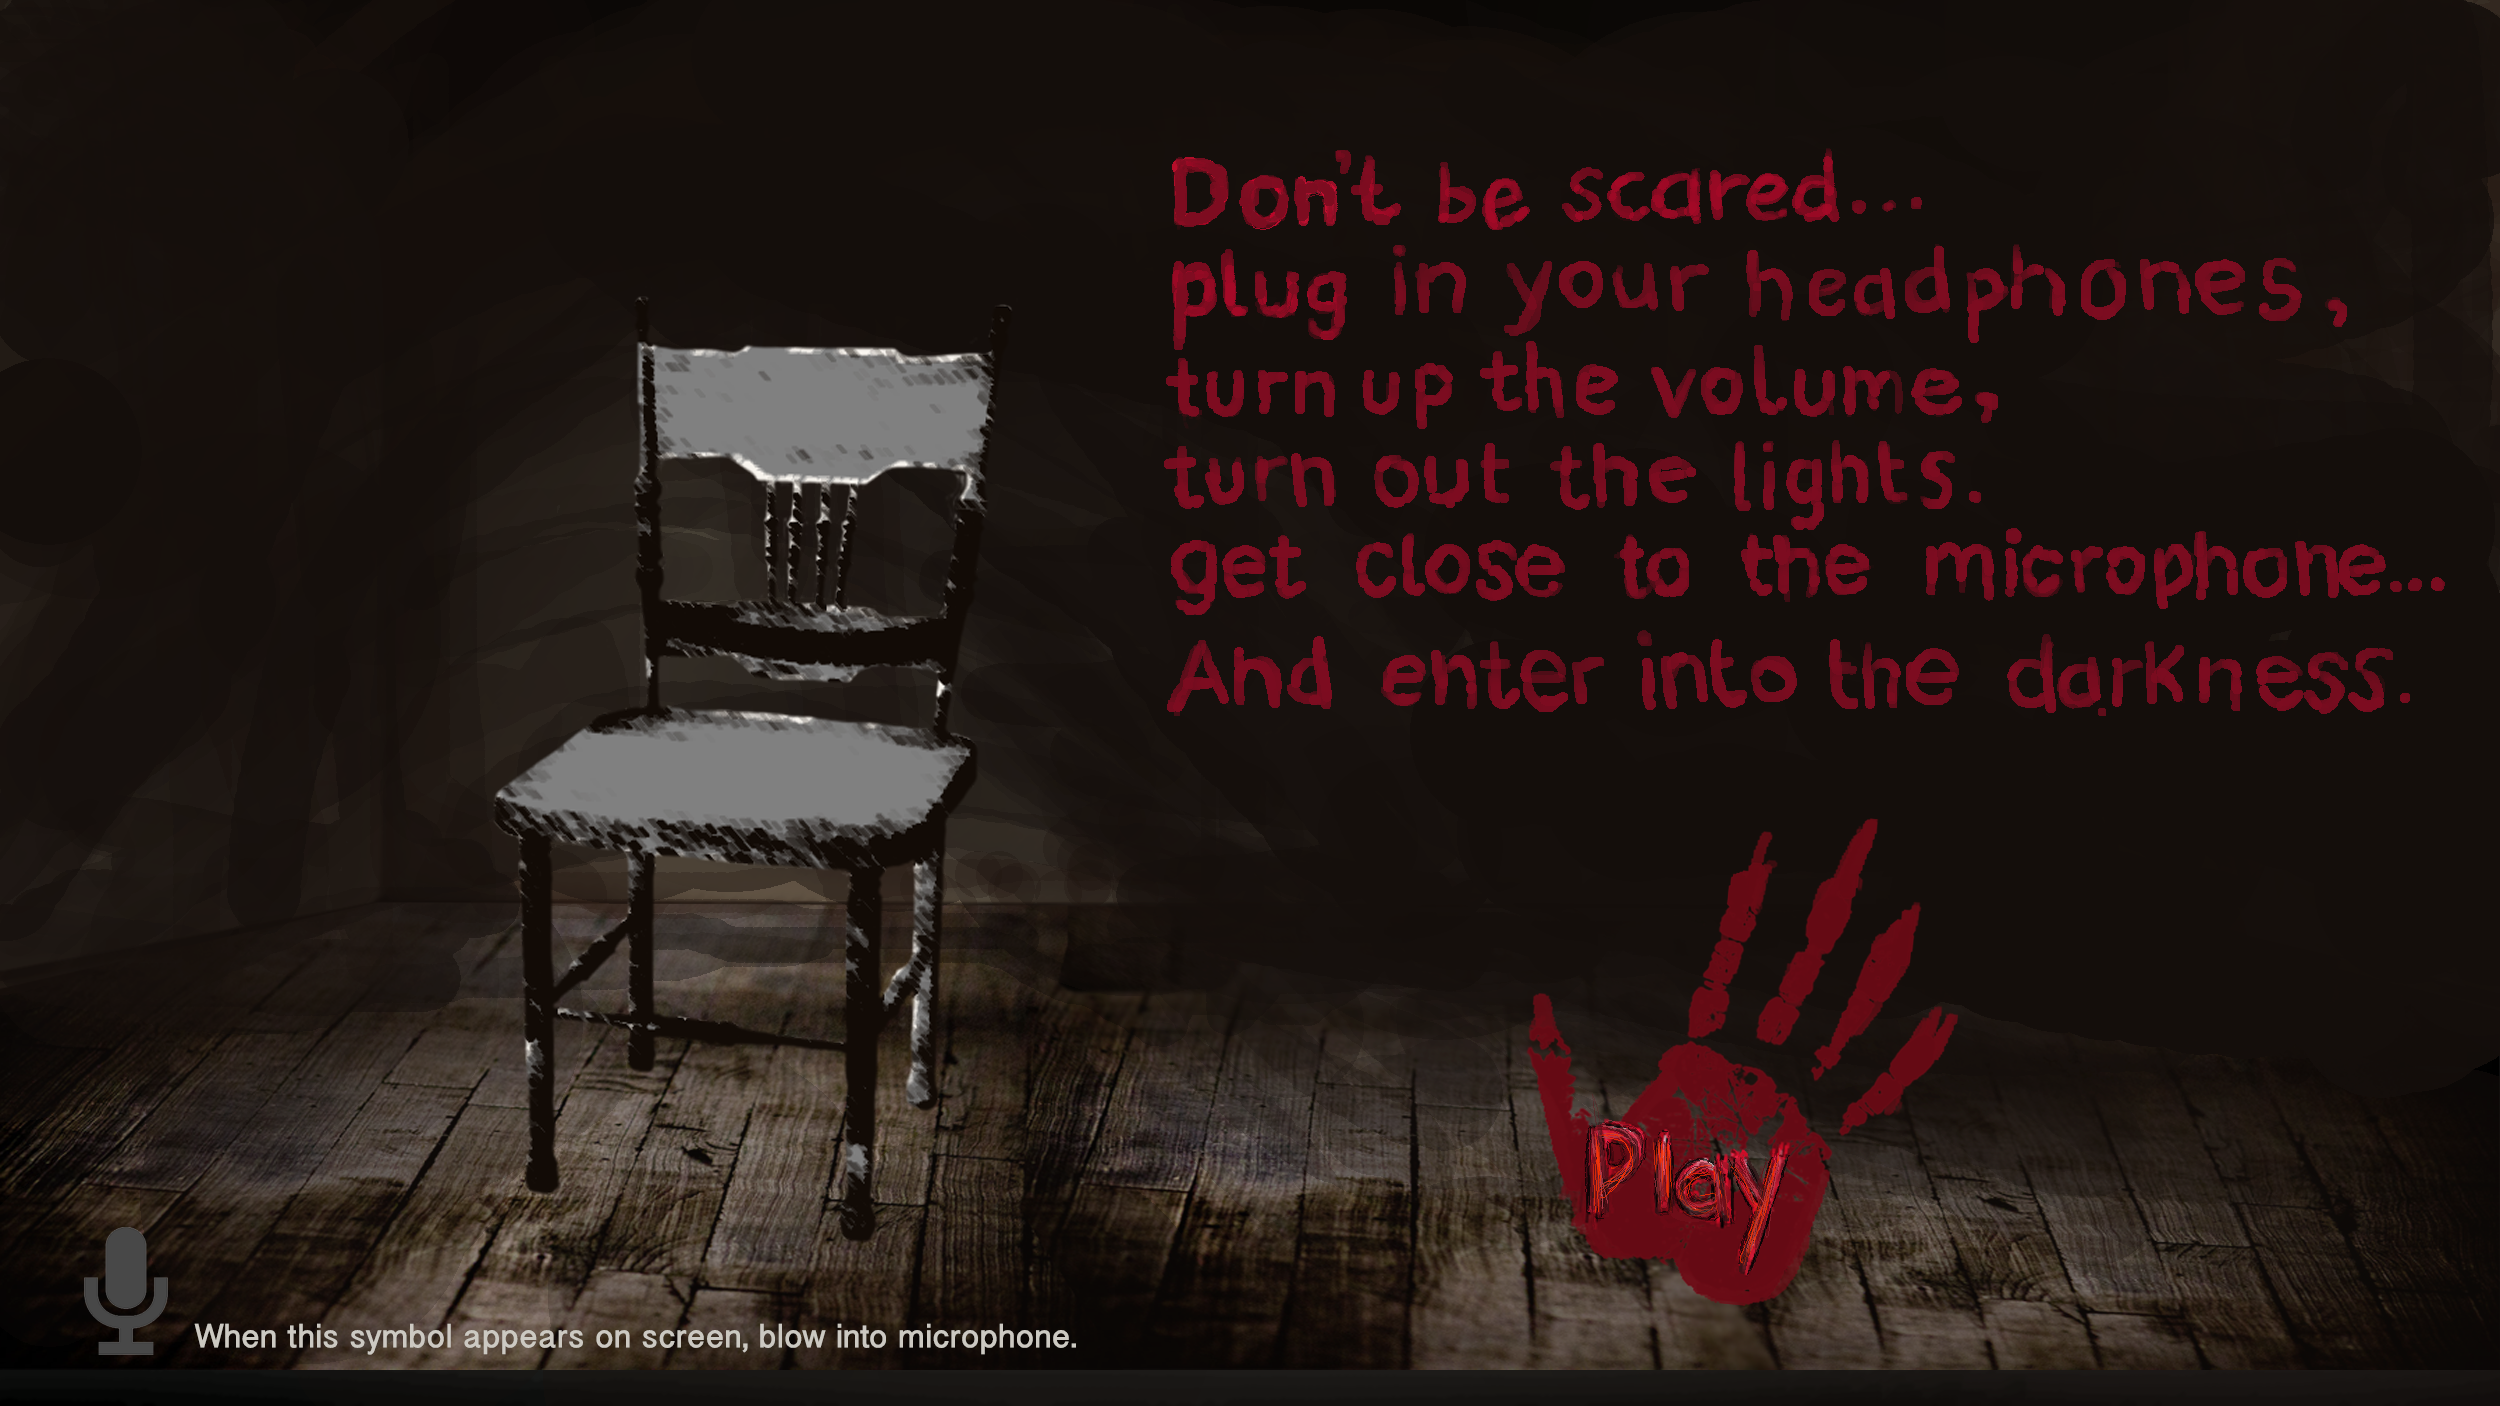 Don't be scared...
plug in your headphones,
turn up the volume,
turn out the lights.
get close to the microphone...
And enter into the darkness.
Play
When this symbol appears on screen, blow into microphone.